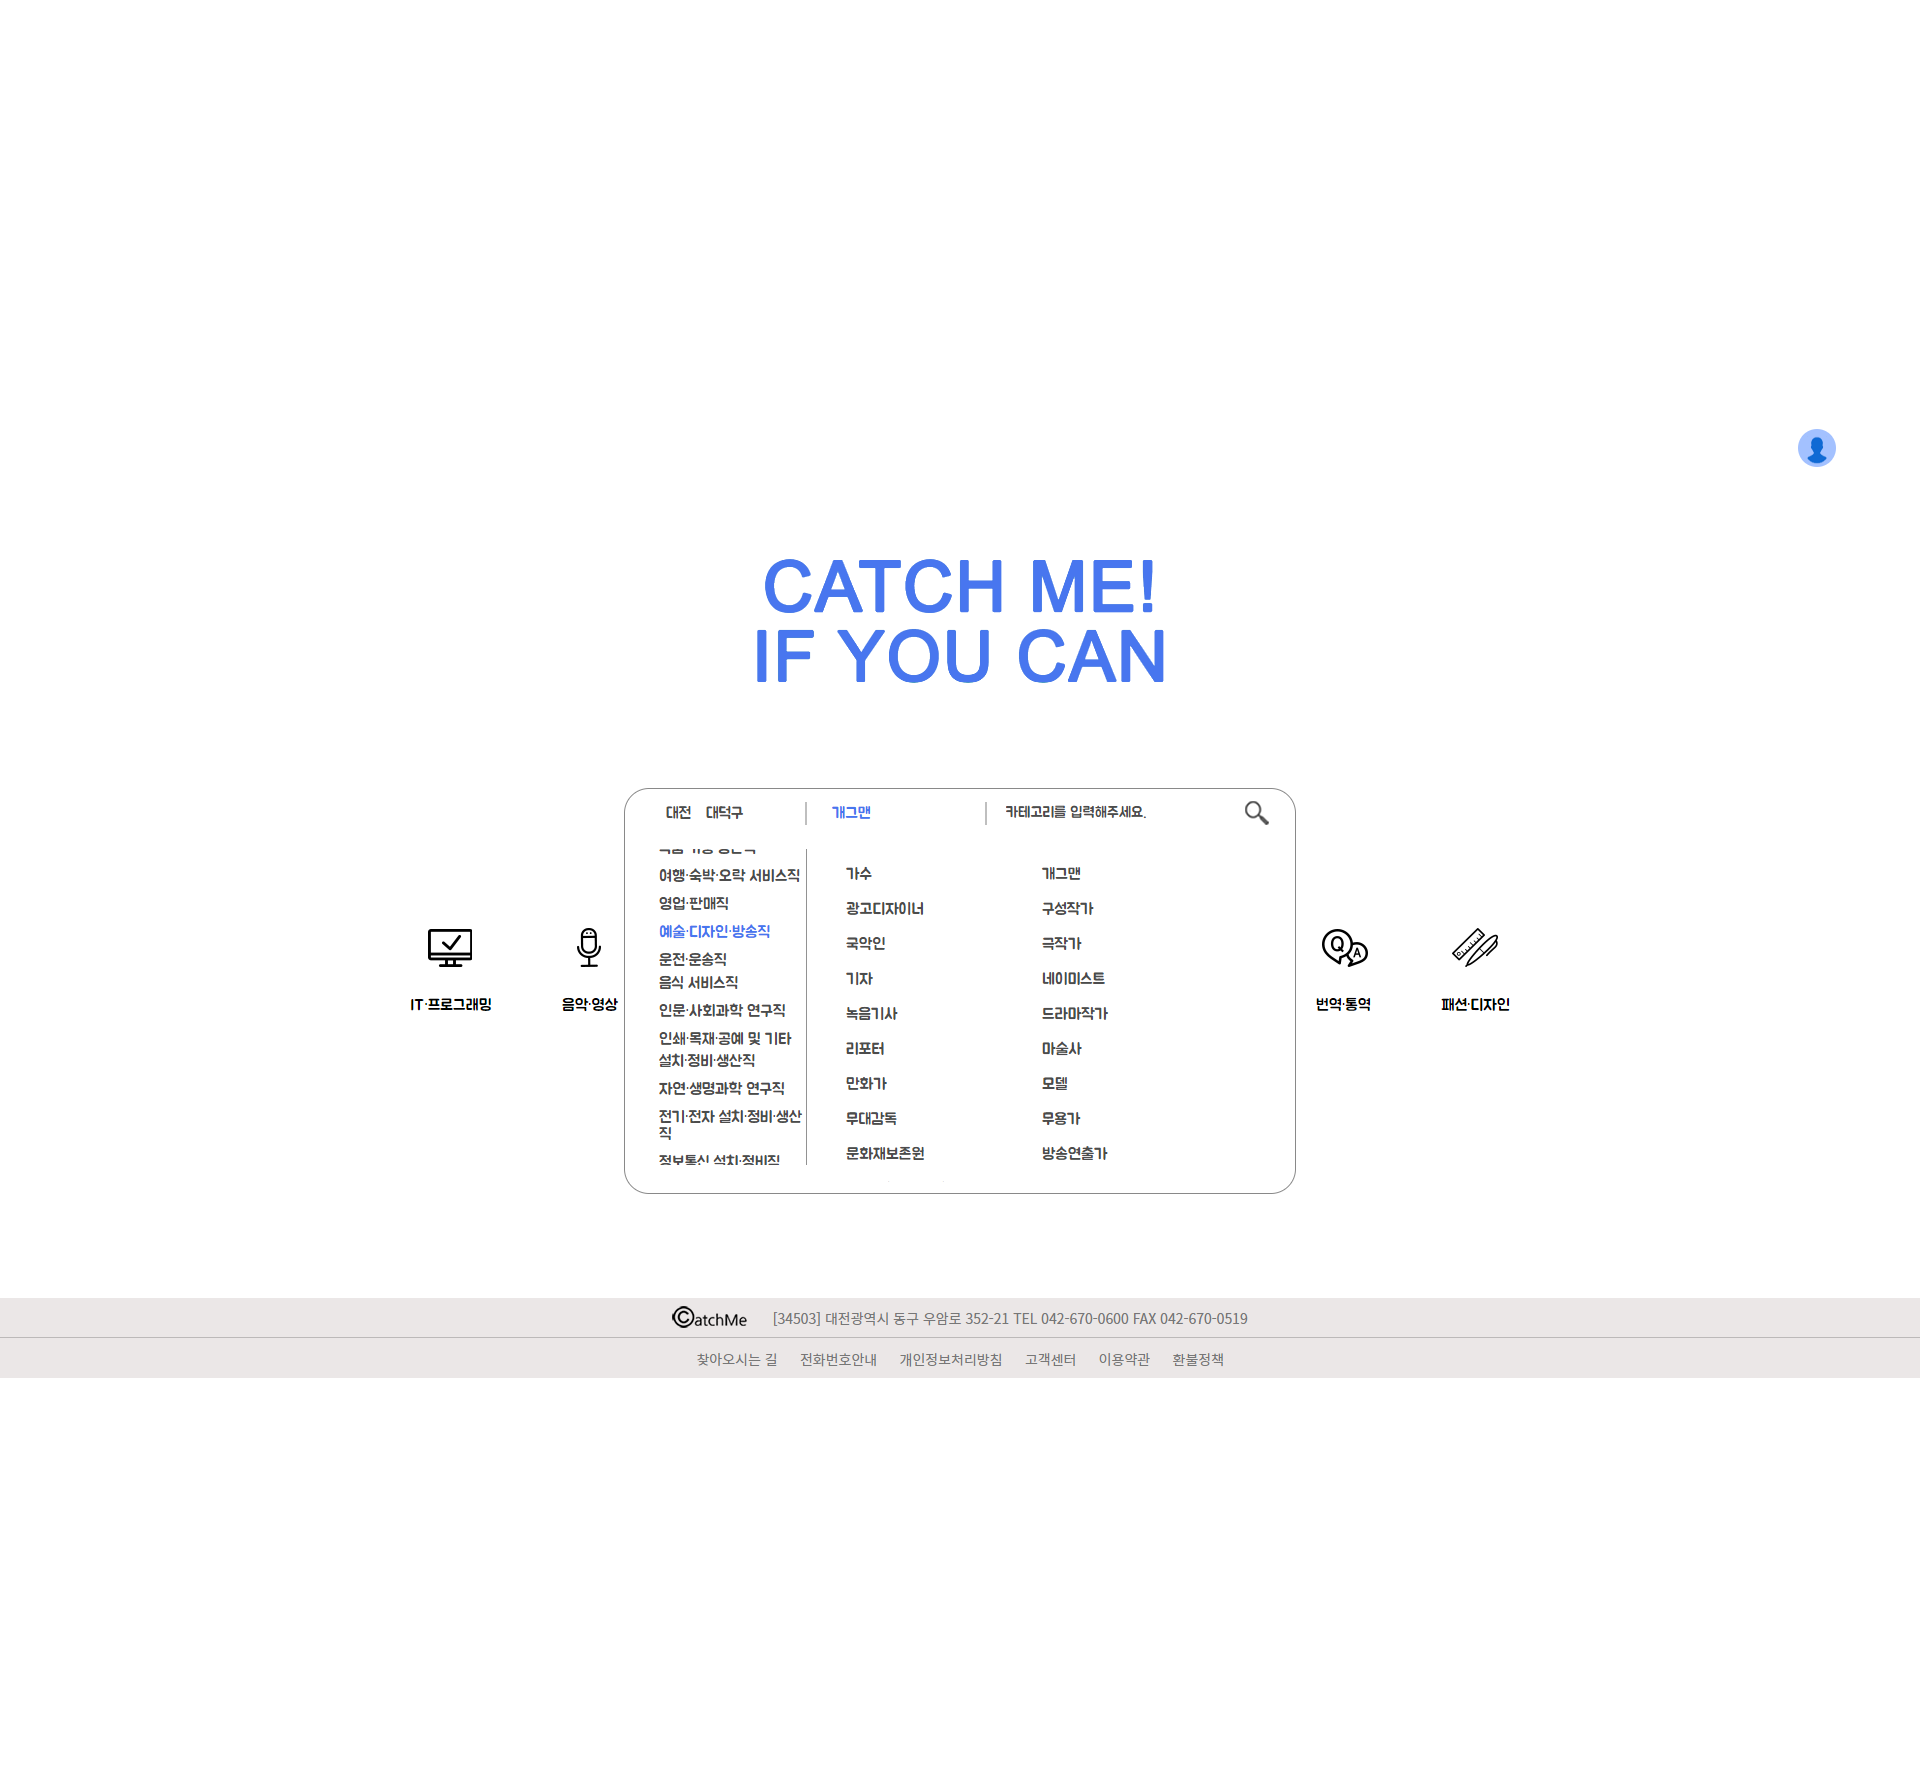 CATCH ME!
IF YOU CAN
대전 대덕구 개그맨 카테고리를 입력해주세요.
여행·숙박·오락 서비스직
영업·판매직
예술·디자인·방송직
운전·운송직
음식 서비스직
인문·사회과학 연구직
인쇄·목재·공예 및 기타
설치·정비·생산직
자연·생명과학 연구직
전기·전자 설치·정비·생산
직
정보통신 설치·정비직
가수 개그맨
광고디자이너 구성작가
국악인 극작가
기자 네이미스트
녹음기사 드라마작가
리포터 마술사
만화가 모델
무대감독 무용가
문화재보존원 방송연출가
IT·프로그래밍 음악·영상 번역·통역 패션·디자인
CatchMe [34503] 대전광역시 동구 우암로 352-21 TEL 042-670-0600 FAX 042-670-0519
찾아오시는 길 전화번호안내 개인정보처리방침 고객센터 이용약관 환불정책